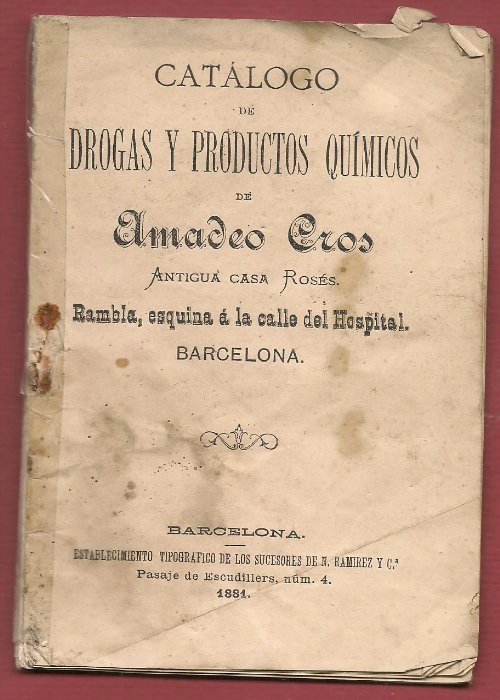 CATÁLOGO
DE
DROGAS Y PRODUCTOS QUÍMICOS
DE
Amadeo Cros
ANTIGUA CASA ROSÉS.
Rambla, esquina á la calle del Hospital.
BARCELONA.
BARCELONA.
ESTABLECIMIENTO TIPOGRAFICO DE LOS SUCESORES DE N. RAMIREZ Y C.ª
Pasaje de Escudillers, núm. 4.
1881.